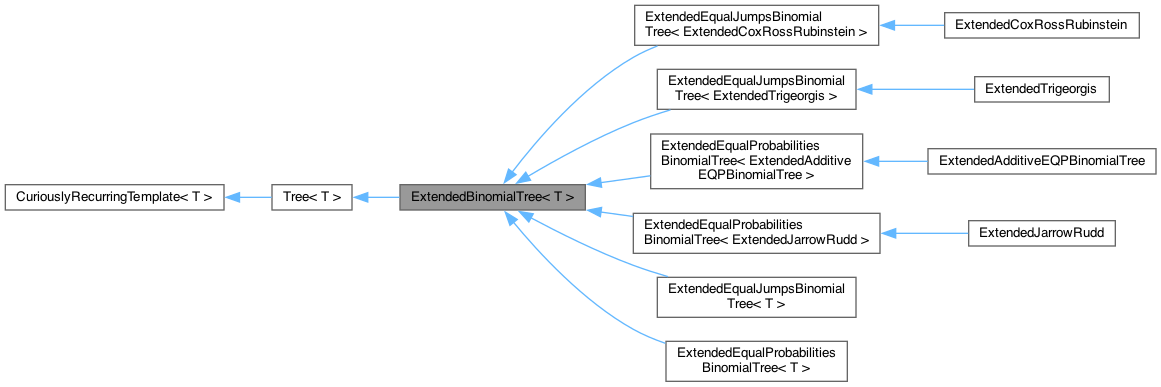 CuriouslyRecurringTemplate< T >
Tree< T >
ExtendedBinomialTree< T >
ExtendedEqualJumpsBinomial
Tree< ExtendedCoxRossRubinstein >
ExtendedCoxRossRubinstein
ExtendedEqualJumpsBinomial
Tree< ExtendedTrigeorgis >
ExtendedTrigeorgis
ExtendedEqualProbabilities
BinomialTree< ExtendedAdditive
EQPBinomialTree >
ExtendedAdditiveEQPBinomialTree
ExtendedEqualProbabilities
BinomialTree< ExtendedJarrowRudd >
ExtendedJarrowRudd
ExtendedEqualJumpsBinomial
Tree< T >
ExtendedEqualProbabilities
BinomialTree< T >